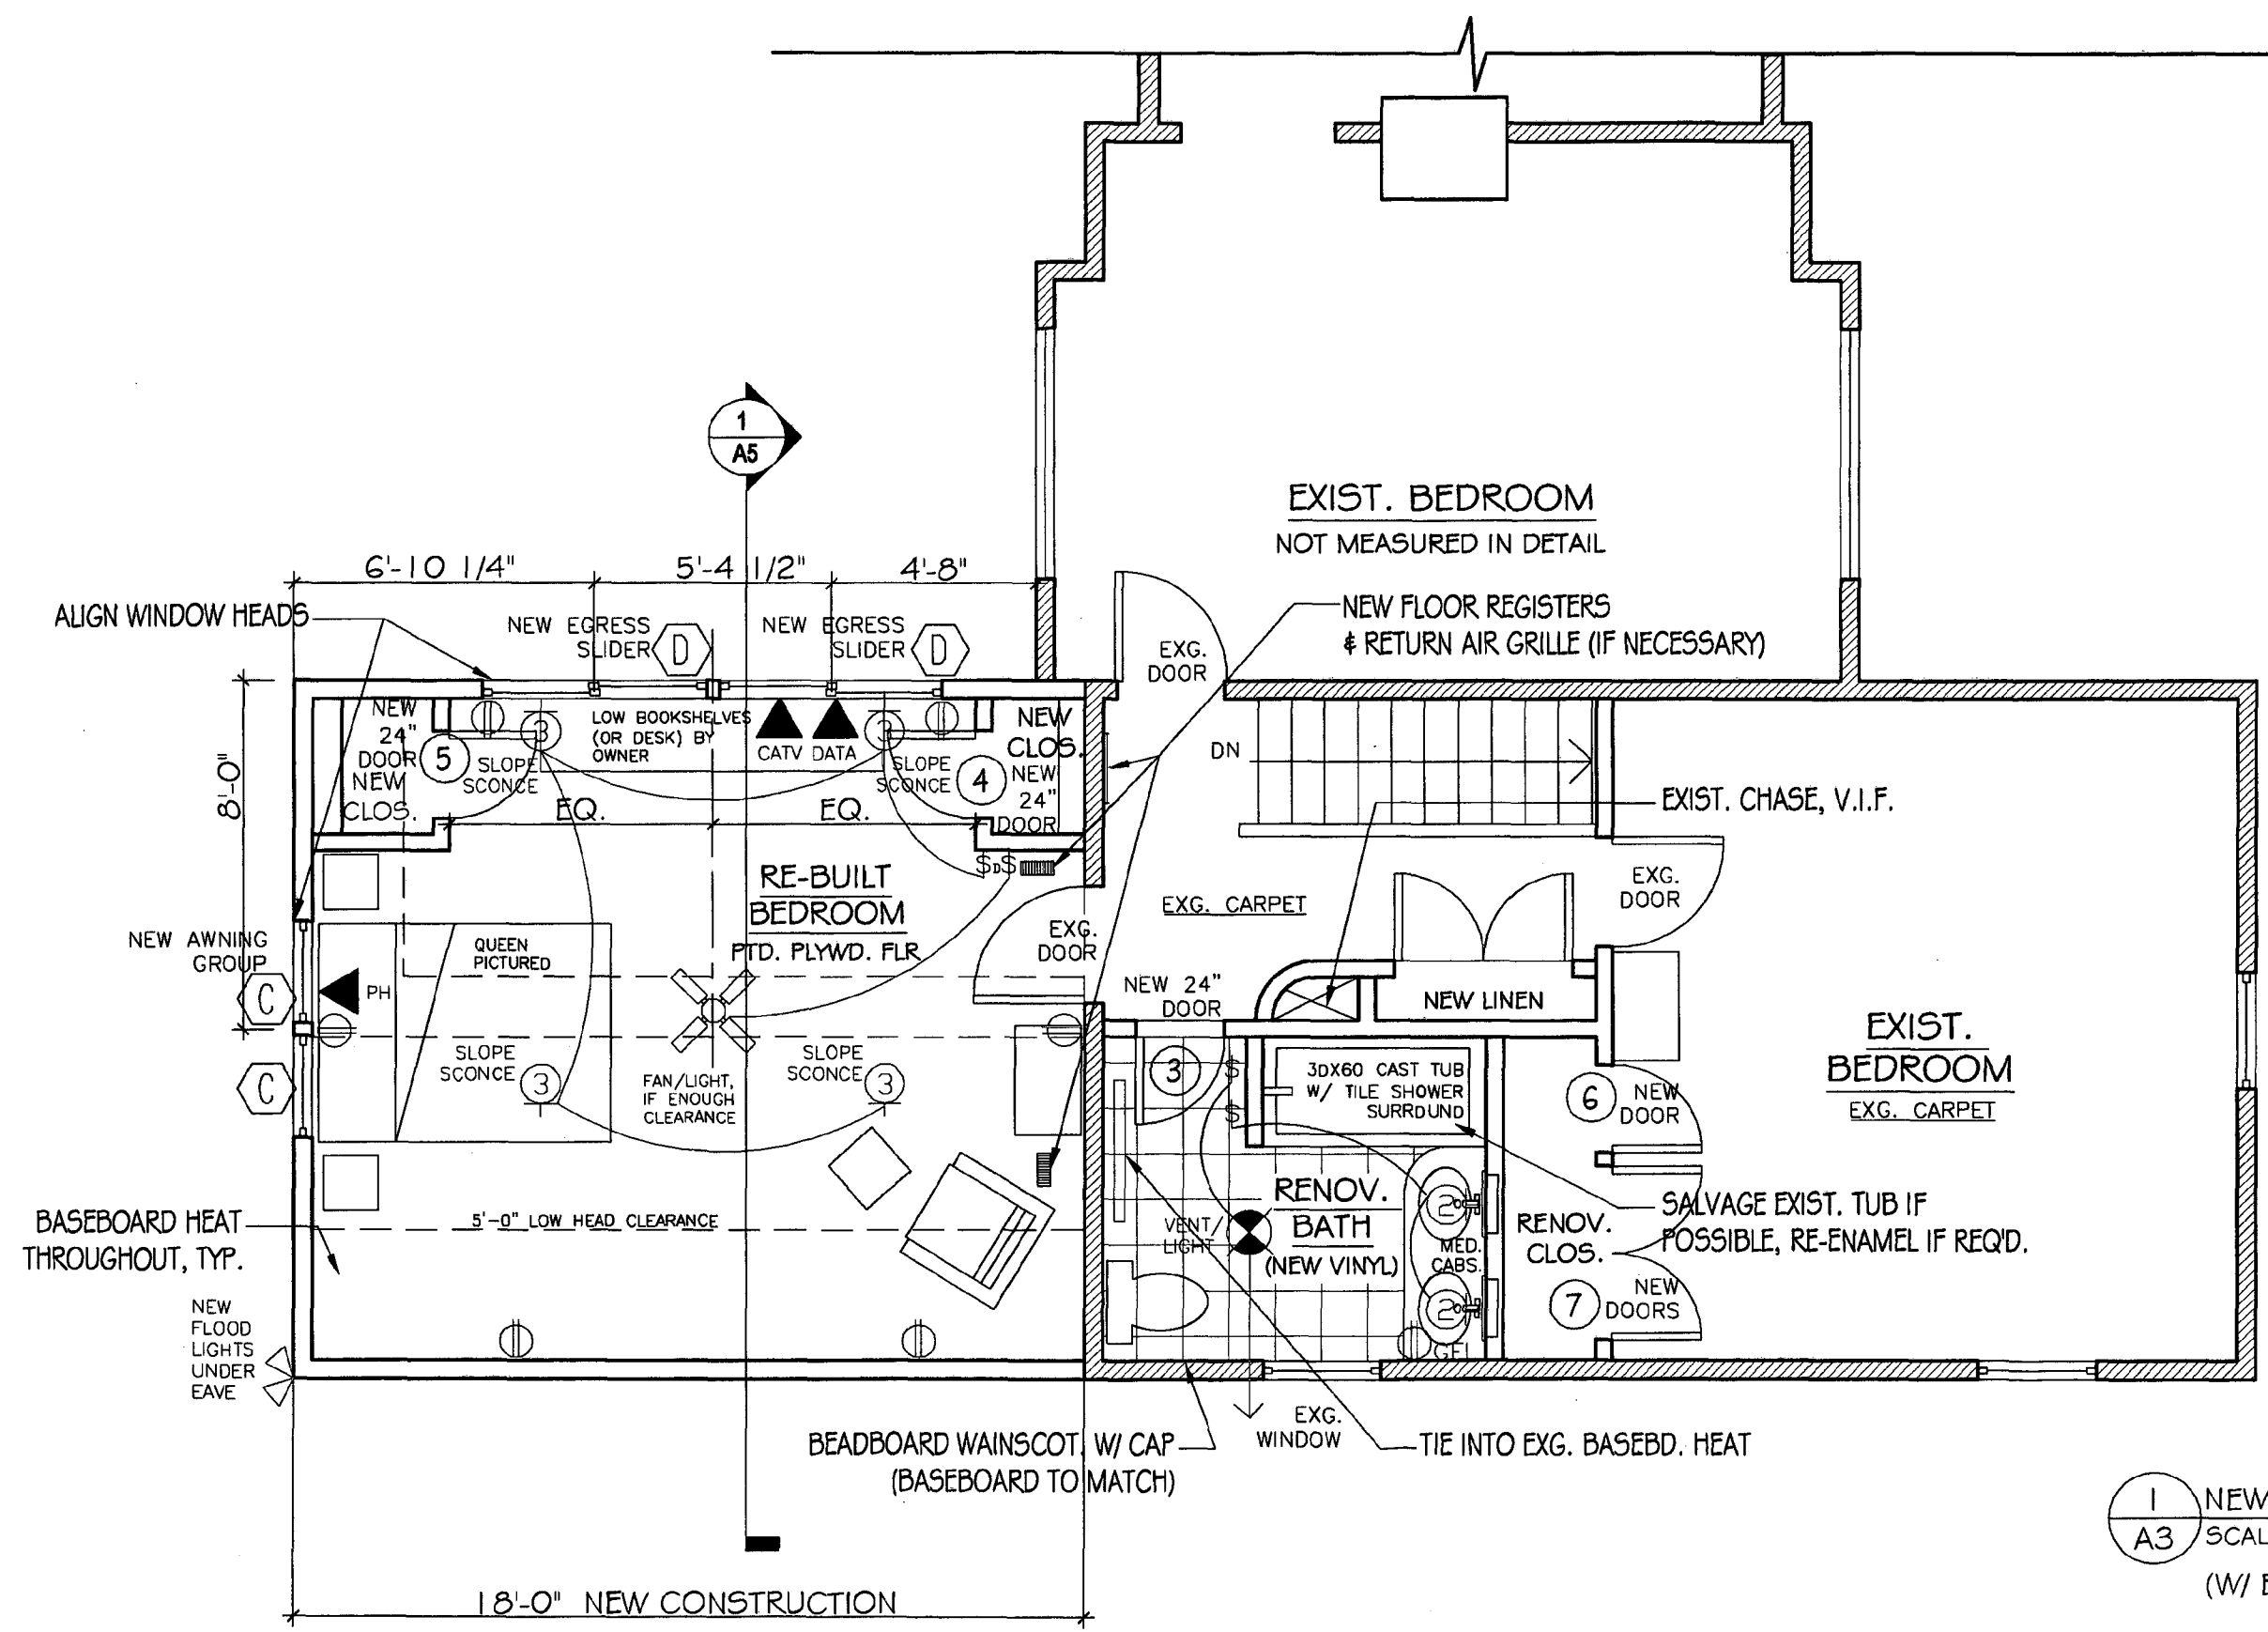 1
A5
EXIST. BEDROOM
NOT MEASURED IN DETAIL
6'-10 1/4"
5'-4 1/2"
4'-8"
ALIGN WINDOW HEADS
NEW EGRESS
SLIDER
D
NEW EGRESS
SLIDER
D
NEW FLOOR REGISTERS
& RETURN AIR GRILLE (IF NECESSARY)
EXG.
DOOR
8'-0"
NEW
24"
DOOR
5
NEW
CLOS.
SLOPE
SCONCE
3
LOW BOOKSHELVES
(OR DESK) BY
OWNER
CATV DATA
3
SLOPE
SCONCE
4
NEW
CLOS.
NEW
24"
DOOR
EQ.
EQ.
DN
EXIST. CHASE, V.I.F.
$D$
RE-BUILT
BEDROOM
PTD. PLYWD. FLR
EXG.
DOOR
EXG. CARPET
EXG.
DOOR
NEW AWNING
GROUP
C
C
QUEEN
PICTURED
PH
NEW 24"
DOOR
NEW LINEN
EXIST.
BEDROOM
EXG. CARPET
SLOPE
SCONCE
3
FAN/LIGHT,
IF ENOUGH
CLEARANCE
SLOPE
SCONCE
3
3
$
$
3DX60 CAST TUB
W/ TILE SHOWER
SURRDUND
6
NEW
DOOR
BASEBOARD HEAT
THROUGHOUT, TYP.
5'-0" LOW HEAD CLEARANCE
VENT/
LIGHT
RENOV.
BATH
(NEW VINYL)
2
MED.
CABS.
2
GFI
RENOV.
CLOS.
SALVAGE EXIST. TUB IF
POSSIBLE, RE-ENAMEL IF REQ'D.
7
NEW
DOORS
NEW
FLOOD
LIGHTS
UNDER
EAVE
BEADBOARD WAINSCOT, W/ CAP
(BASEBOARD TO MATCH)
EXG.
WINDOW
TIE INTO EXG. BASEBD. HEAT
18'-0" NEW CONSTRUCTION
1
A3
NEW
SCAL
(W/